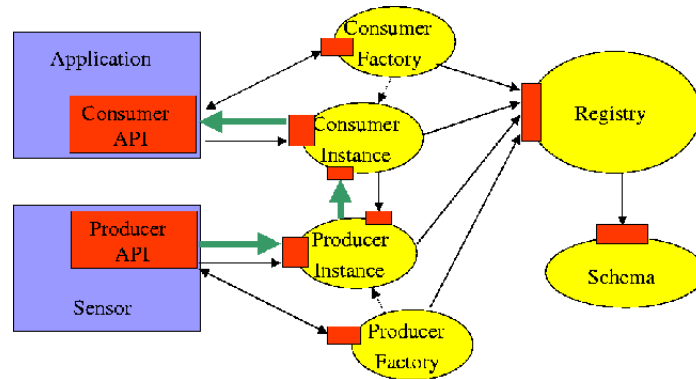 Application
Consumer
API
Consumer
Factory
Consumer
Instance
Registry
Producer
API
Sensor
Producer
Instance
Producer
Factory
Schema